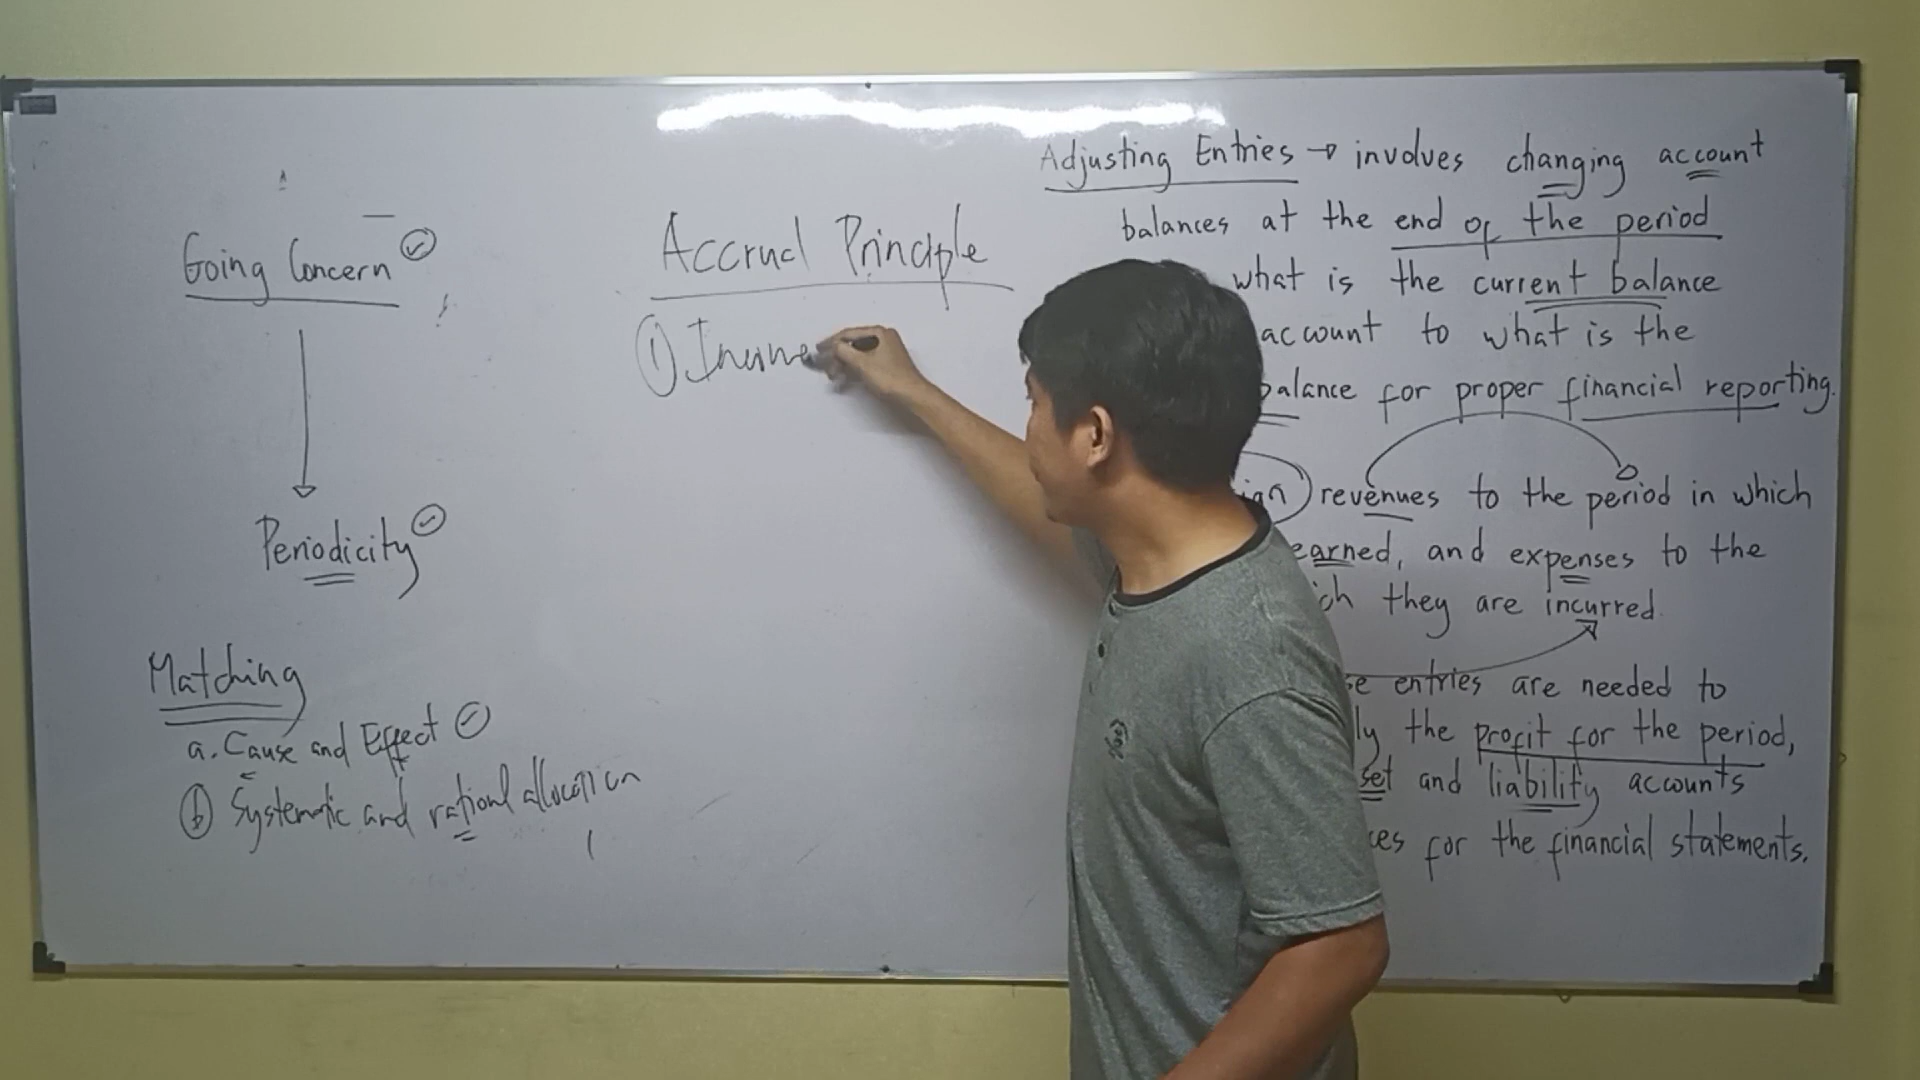 Going Concern
Periodicity
Matching
a. Cause and Effect
b Systematic and rational allocation
Accrual Principle
1 Income
Adjusting Entries → involves changing account
balances at the end of the period
what is the current balance
account to what is the
balance for proper financial reporting.
revenues to the period in which
earned, and expenses to the
they are incurred.
entries are needed to
the profit for the period,
and liability accounts
for the financial statements.